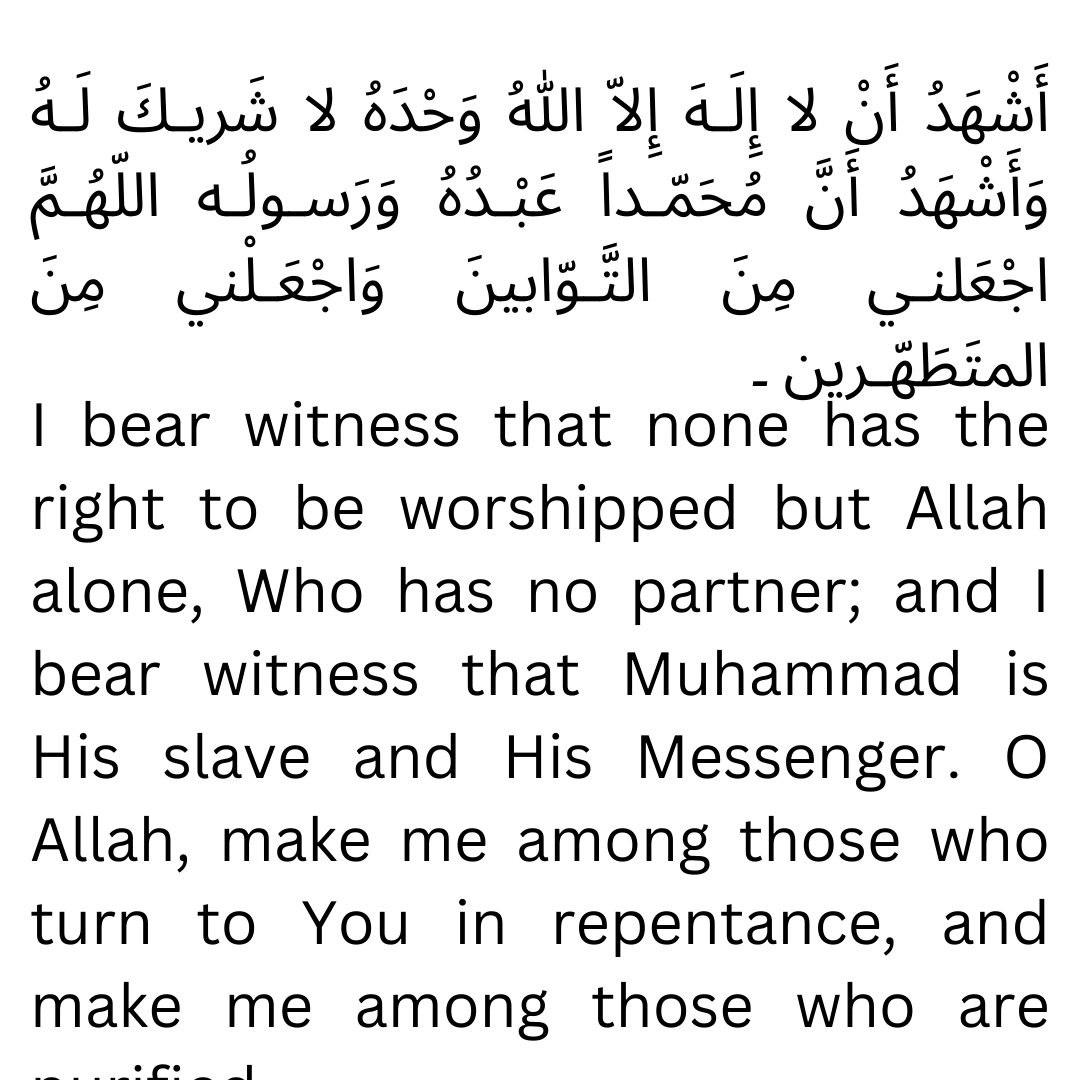 أَشْهَدُ أَنْ لا إِلَـهَ إِلاّ اللهُ وَحْدَهُ لا شَريـكَ لَـهُ
وَأَشْهَدُ أَنَّ مُحَمّـداً عَبْـدُهُ وَرَسـولُـه اللّهُـمَّ
اجْعَلنـي مِنَ التَّـوّابينَ وَاجْعَـلْني مِنَ
المتَطَهّـرين ـ
I bear witness that none has the
right to be worshipped but Allah
alone, Who has no partner; and I
bear witness that Muhammad is
His slave and His Messenger. O
Allah, make me among those who
turn to You in repentance, and
make me among those who are
purified